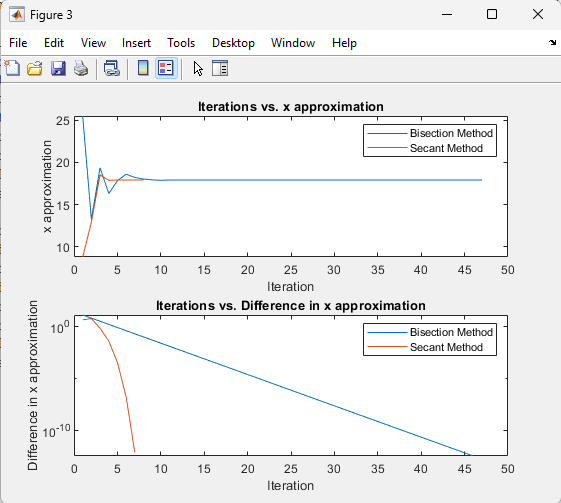 Figure 3
File Edit View Insert Tools Desktop Window Help
Iterations vs. x approximation
25
20
15
10
x approximation
Bisection Method
Secant Method
0 5 10 15 20 25 30 35 40 45 50
Iteration
Iterations vs. Difference in x approximation
10^0
10^-10
Difference in x approximation
Bisection Method
Secant Method
0 5 10 15 20 25 30 35 40 45 50
Iteration